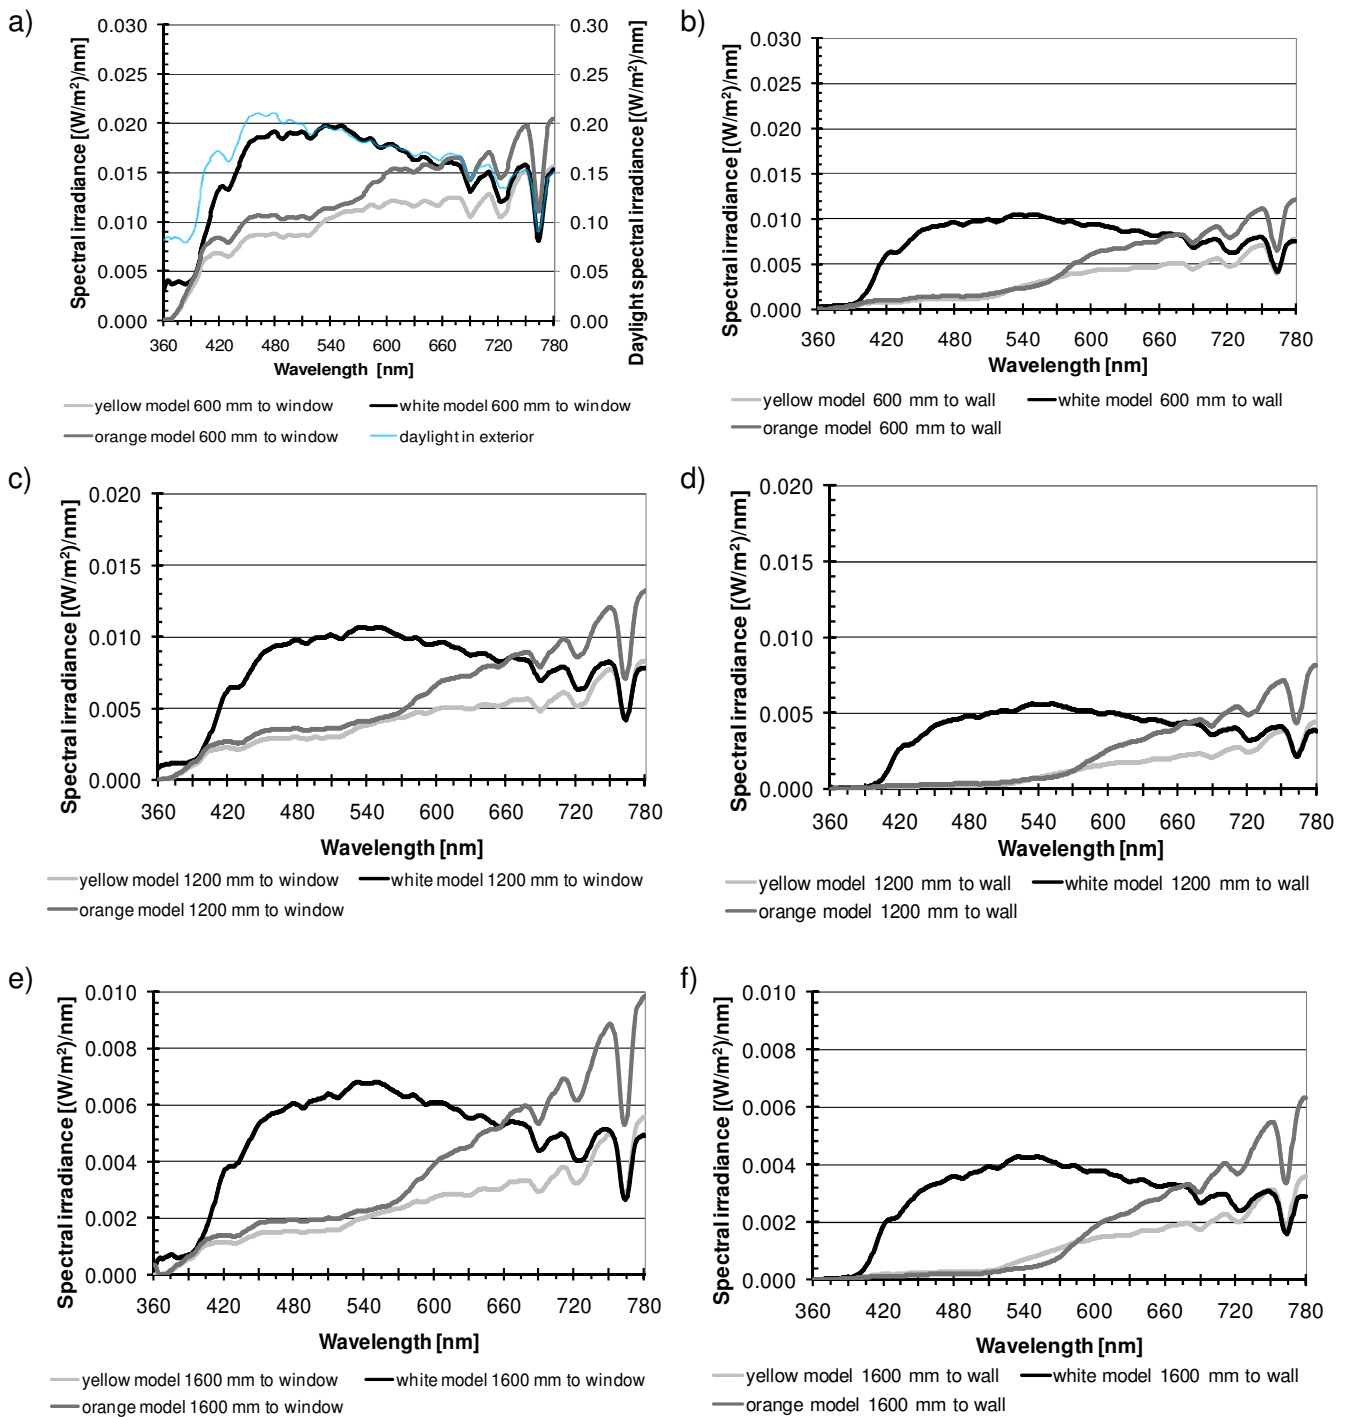 a)
Spectral irradiance [(W/m²)/nm]
0.030
0.025
0.020
0.015
0.010
0.005
0.000
0.30
0.25
0.20
0.15
0.10
0.05
0.00
Daylight spectral irradiance [(W/m²)/nm]
360 420 480 540 600 660 720 780
Wavelength [nm]
yellow model 600 mm to window
white model 600 mm to window
orange model 600 mm to window
daylight in exterior
b)
Spectral irradiance [(W/m²)/nm]
0.030
0.025
0.020
0.015
0.010
0.005
0.000
360 420 480 540 600 660 720 780
Wavelength [nm]
yellow model 600 mm to wall
white model 600 mm to wall
orange model 600 mm to wall
c)
Spectral irradiance [(W/m²)/nm]
0.020
0.015
0.010
0.005
0.000
360 420 480 540 600 660 720 780
Wavelength [nm]
yellow model 1200 mm to window
white model 1200 mm to window
orange model 1200 mm to window
d)
Spectral irradiance [(W/m²)/nm]
0.020
0.015
0.010
0.005
0.000
360 420 480 540 600 660 720 780
Wavelength [nm]
yellow model 1200 mm to wall
white model 1200 mm to wall
orange model 1200 mm to wall
e)
Spectral irradiance [(W/m²)/nm]
0.010
0.008
0.006
0.004
0.002
0.000
360 420 480 540 600 660 720 780
Wavelength [nm]
yellow model 1600 mm to window
white model 1600 mm to window
orange model 1600 mm to window
f)
Spectral irradiance [(W/m²)/nm]
0.010
0.008
0.006
0.004
0.002
0.000
360 420 480 540 600 660 720 780
Wavelength [nm]
yellow model 1600 mm to wall
white model 1600 mm to wall
orange model 1600 mm to wall